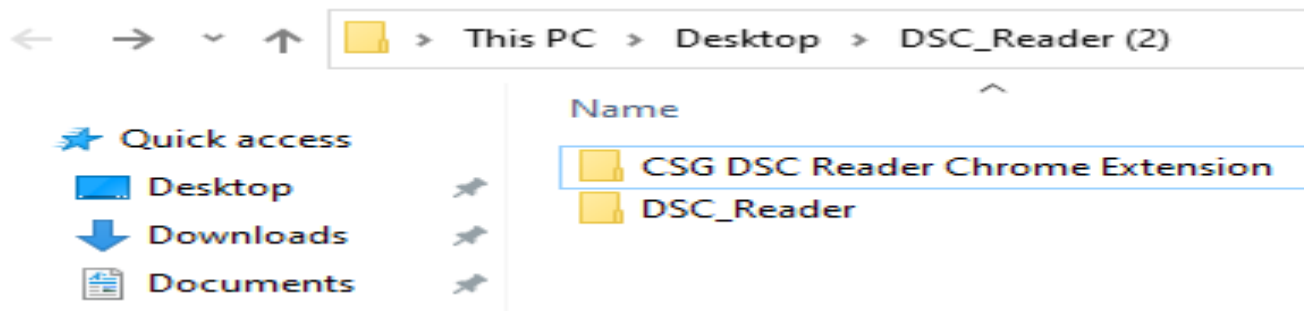 This PC > Desktop > DSC_Reader (2)
Name
Quick access
CSG DSC Reader Chrome Extension
Desktop
DSC_Reader
Downloads
Documents